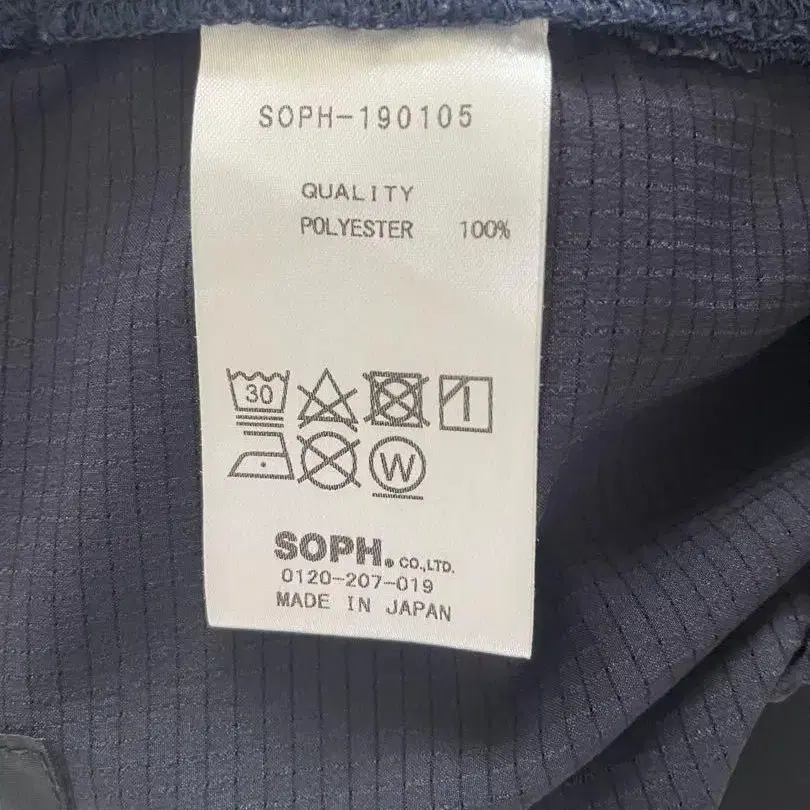 SOPH-190105
QUALITY
POLYESTER 100%
30
W
SOPH. CO.,LTD.
0120-207-019
MADE IN JAPAN